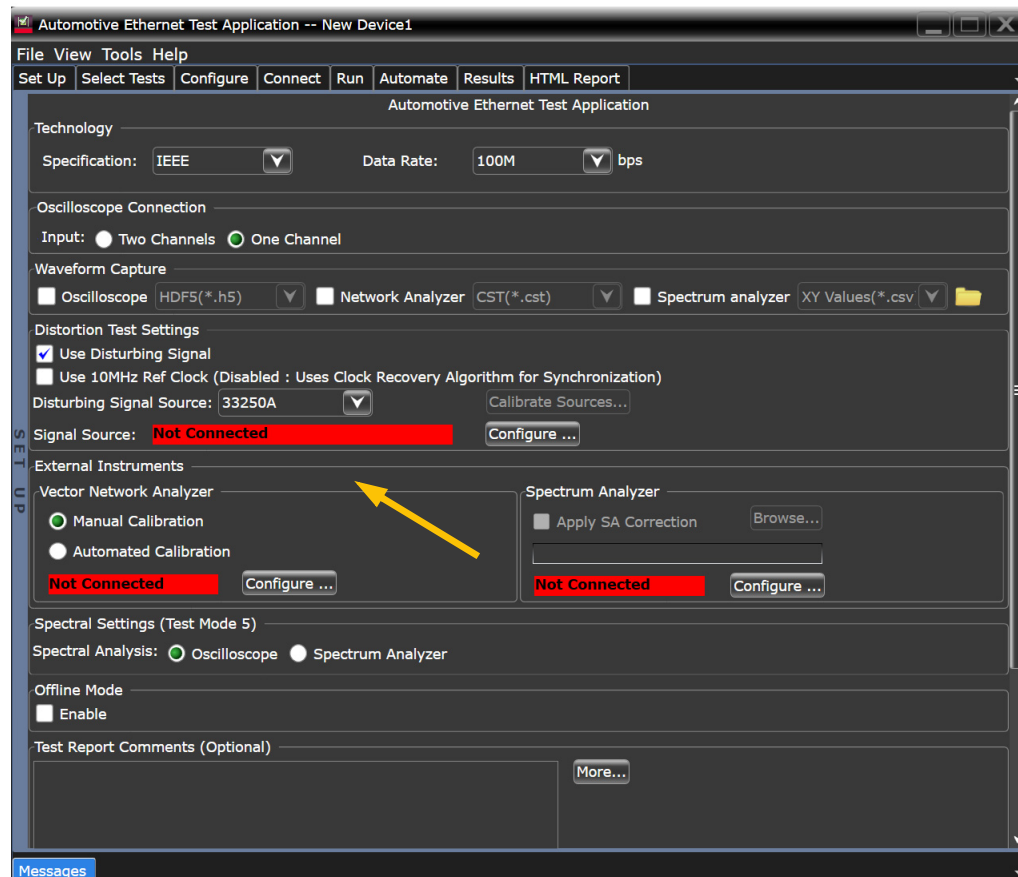 Automotive Ethernet Test Application -- New Device1
File View Tools Help
Set Up Select Tests Configure Connect Run Automate Results HTML Report
Automotive Ethernet Test Application
Technology
Specification: IEEE Data Rate: 100M bps
Oscilloscope Connection
Input: Two Channels One Channel
Waveform Capture
Oscilloscope HDF5(*.h5) Network Analyzer CST(*.cst) Spectrum analyzer XY Values(*.csv
Distortion Test Settings
Use Disturbing Signal
Use 10MHz Ref Clock (Disabled : Uses Clock Recovery Algorithm for Synchronization)
Disturbing Signal Source: 33250A Calibrate Sources...
Signal Source: Not Connected Configure ...
SET UP
External Instruments
Vector Network Analyzer Spectrum Analyzer
Manual Calibration Apply SA Correction Browse...
Automated Calibration
Not Connected Configure ... Not Connected Configure ...
Spectral Settings (Test Mode 5)
Spectral Analysis: Oscilloscope Spectrum Analyzer
Offline Mode
Enable
Test Report Comments (Optional)
More...
Messages